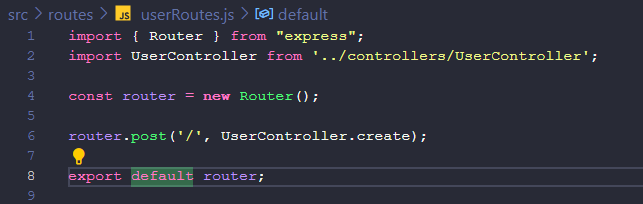 src > routes > JS userRoutes.js > default
1 import { Router } from "express";
2 import UserController from '../controllers/UserController';
3
4 const router = new Router();
5
6 router.post('/', UserController.create);
7
8 export default router;
9